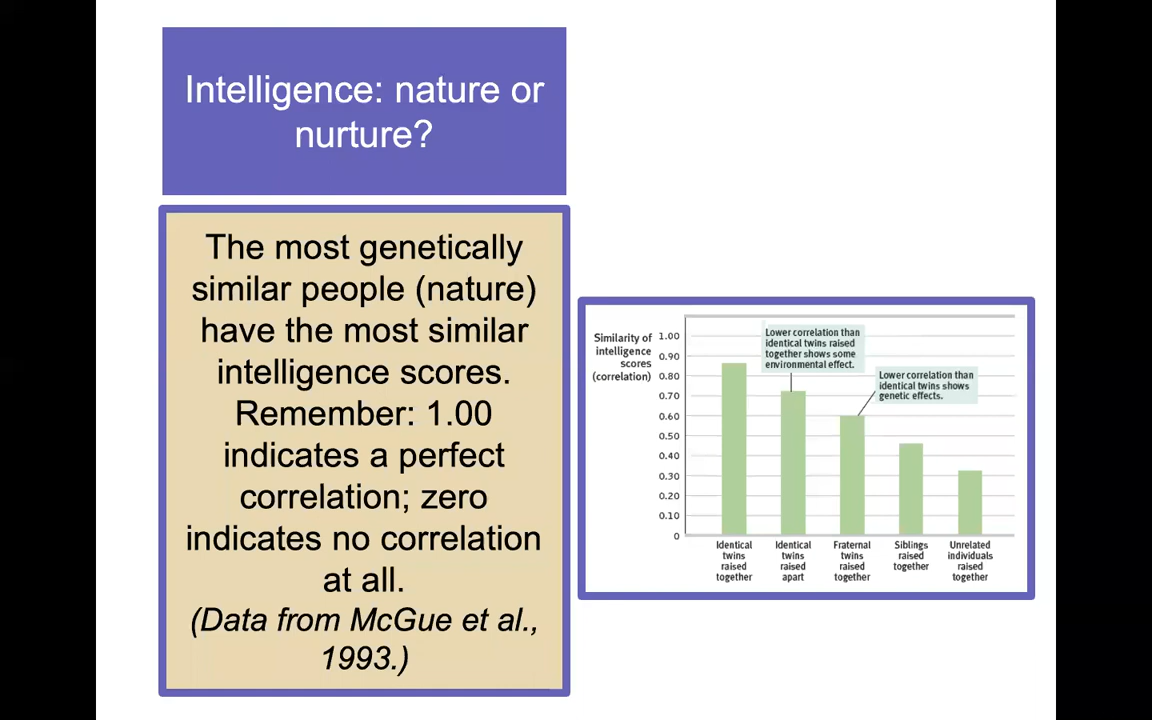 Intelligence: nature or
nurture?
The most genetically
similar people (nature)
have the most similar
intelligence scores.
Remember: 1.00
indicates a perfect
correlation; zero
indicates no correlation
at all.
(Data from McGue et al.,
1993.)
Similarity of
intelligence
scores
(correlation)
1.00
0.90
0.80
0.70
0.60
0.50
0.40
0.30
0.20
0.10
0
Lower correlation than
identical twins raised
together shows some
environmental effect.
Lower correlation than
identical twins shows
genetic effects.
Identical
twins
raised
together
Identical
twins
raised
apart
Fraternal
twins
raised
together
Siblings
raised
together
Unrelated
individuals
raised
together